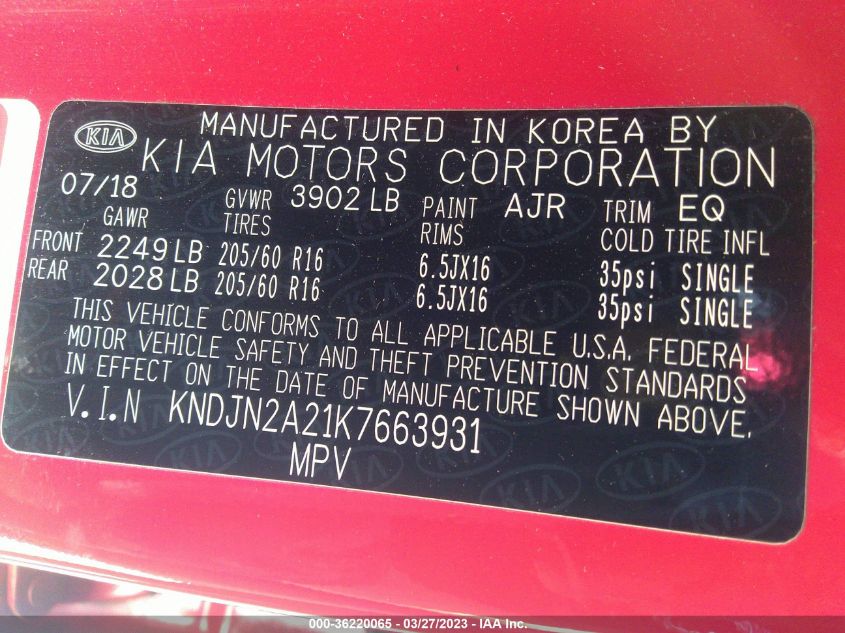 KIA
MANUFACTURED IN KOREA BY
KIA MOTORS CORPORATION
07/18 GVWR 3902 LB PAINT AJR TRIM EQ
GAWR TIRES RIMS COLD TIRE INFL
FRONT 2249 LB 205/60 R16 6.5JX16 35psi SINGLE
REAR 2028 LB 205/60 R16 6.5JX16 35psi SINGLE
THIS VEHICLE CONFORMS TO ALL APPLICABLE U.S.A. FEDERAL
MOTOR VEHICLE SAFETY AND THEFT PREVENTION STANDARDS
IN EFFECT ON THE DATE OF MANUFACTURE SHOWN ABOVE.
V.I.N KNDJN2A21K7663931
MPV
000-36220065 - 03/27/2023 - IAA Inc.